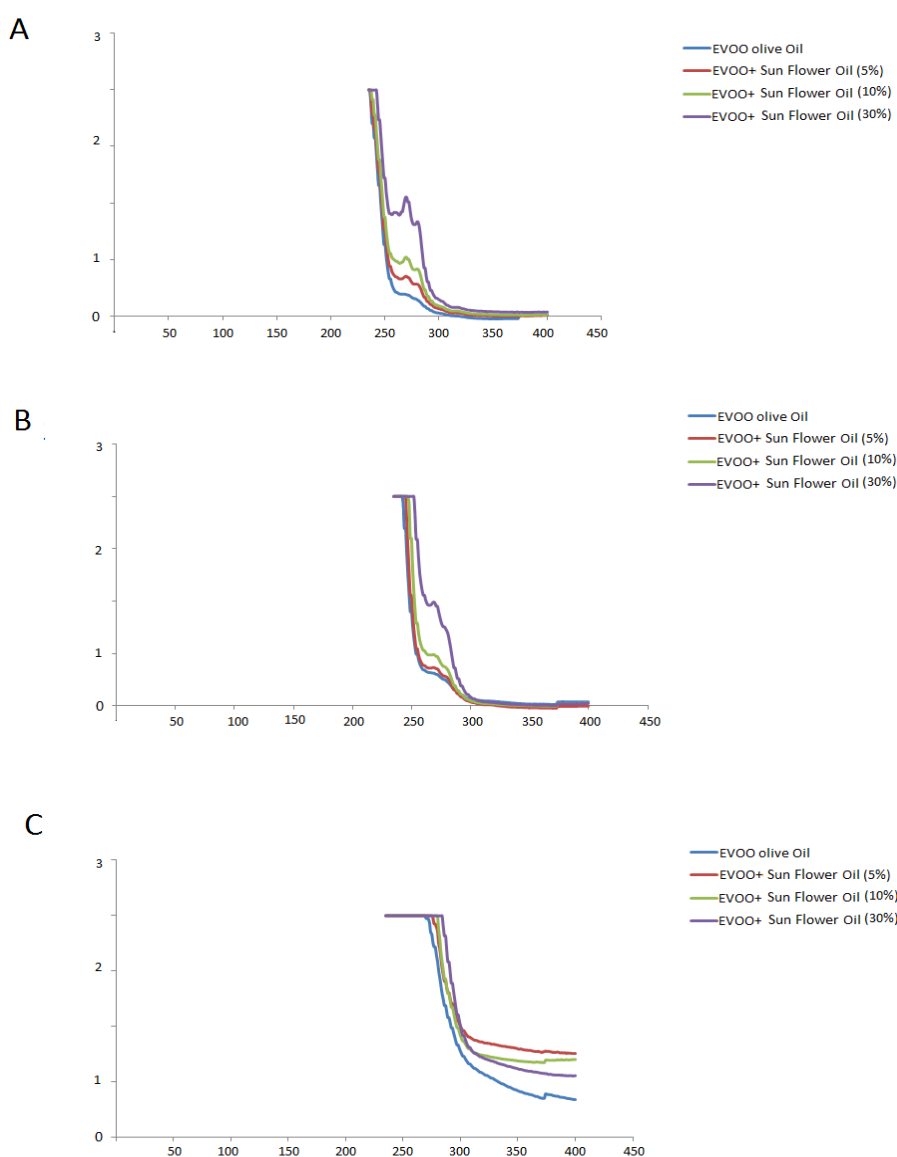 A
3
2
1
0
50 100 150 200 250 300 350 400 450
EVOO olive Oil
EVOO+ Sun Flower Oil (5%)
EVOO+ Sun Flower Oil (10%)
EVOO+ Sun Flower Oil (30%)
B
3
2
1
0
50 100 150 200 250 300 350 400 450
EVOO olive Oil
EVOO+ Sun Flower Oil (5%)
EVOO+ Sun Flower Oil (10%)
EVOO+ Sun Flower Oil (30%)
C
3
2
1
0
50 100 150 200 250 300 350 400 450
EVOO olive Oil
EVOO+ Sun Flower Oil (5%)
EVOO+ Sun Flower Oil (10%)
EVOO+ Sun Flower Oil (30%)